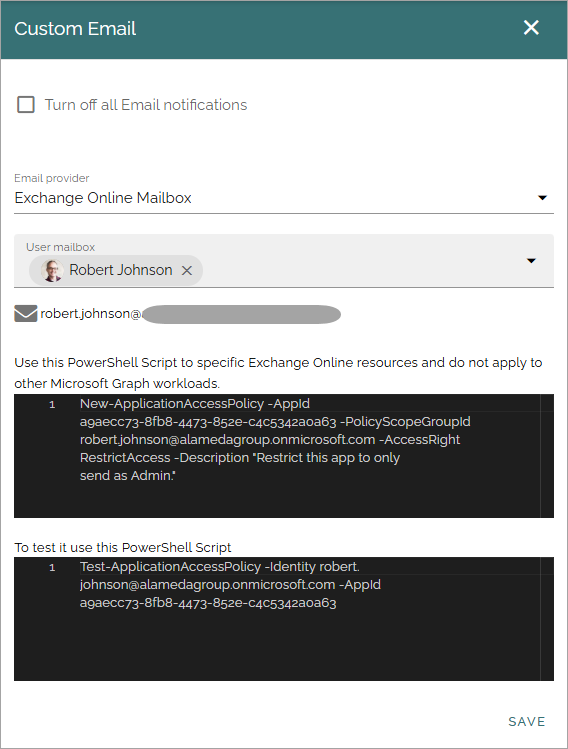 Custom Email
Turn off all Email notifications
Email provider
Exchange Online Mailbox
User mailbox
Robert Johnson
robert.johnson@
Use this PowerShell Script to specific Exchange Online resources and do not apply to
other Microsoft Graph workloads.
1 New-ApplicationAccessPolicy -AppId
a9aecc73-8fb8-4473-852e-c4c5342a0a63 -PolicyScopeGroupId
robert.johnson@alamedagroup.onmicrosoft.com -AccessRight
RestrictAccess -Description "Restrict this app to only
send as Admin."
To test it use this PowerShell Script
1 Test-ApplicationAccessPolicy -Identity robert.
johnson@alamedagroup.onmicrosoft.com -AppId
a9aecc73-8fb8-4473-852e-c4c5342a0a63
SAVE